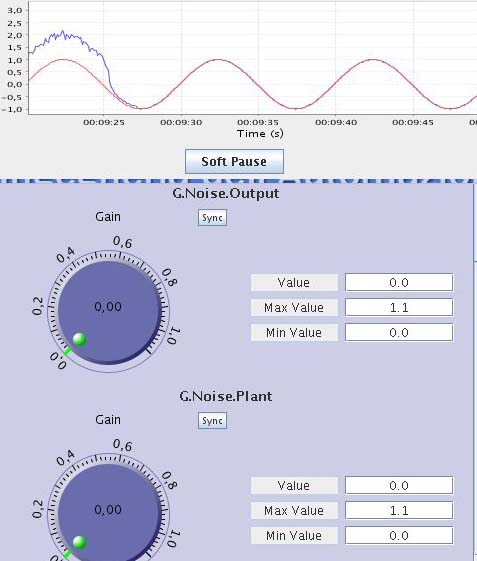 3,0
2,5
2,0
1,5
1,0
0,5
0,0
-0,5
-1,0
00:09:25 00:09:30 00:09:35 00:09:40 00:09:45
Time (s)
Soft Pause
G.Noise.Output
Gain Sync
0,0 0,2 0,4 0,6 0,8 1,0
0,00
Value 0.0
Max Value 1.1
Min Value 0.0
G.Noise.Plant
Gain Sync
0,2 0,4 0,6 0,8 1,0
0,00
Value 0.0
Max Value 1.1
Min Value 0.0